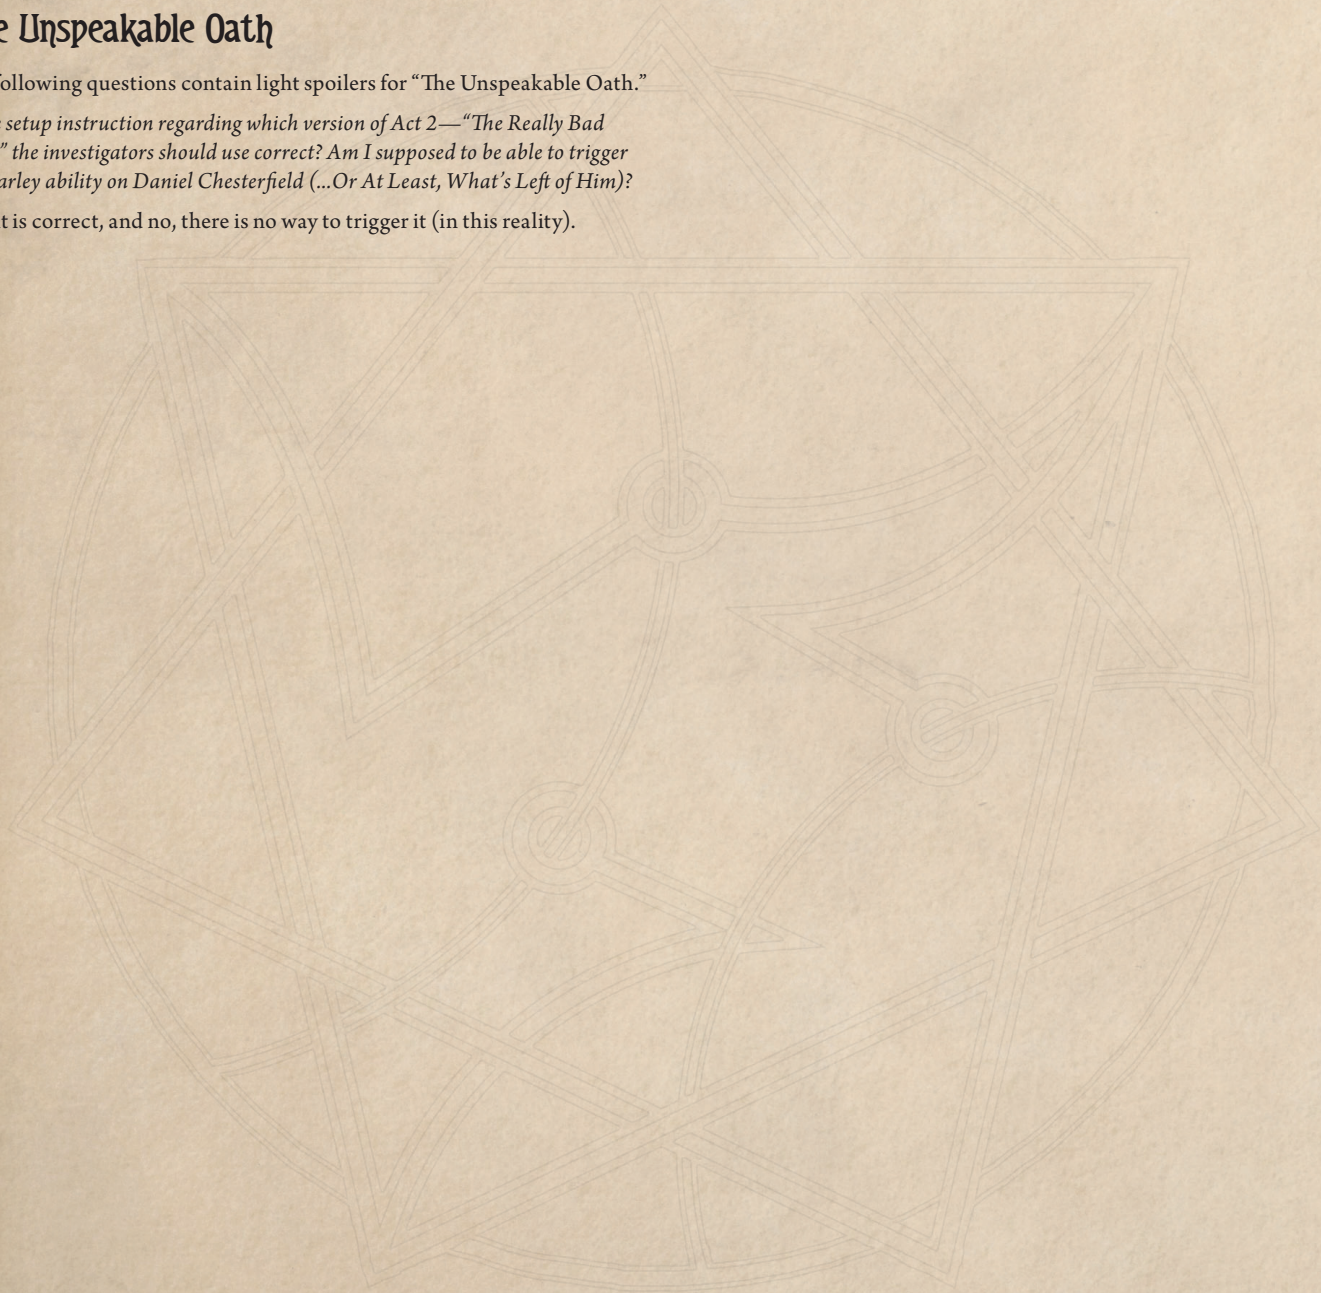 e Unspeakable Oath
following questions contain light spoilers for “The Unspeakable Oath.”
setup instruction regarding which version of Act 2—“The Really Bad
” the investigators should use correct? Am I supposed to be able to trigger
arley ability on Daniel Chesterfield (...Or At Least, What’s Left of Him)?
t is correct, and no, there is no way to trigger it (in this reality).